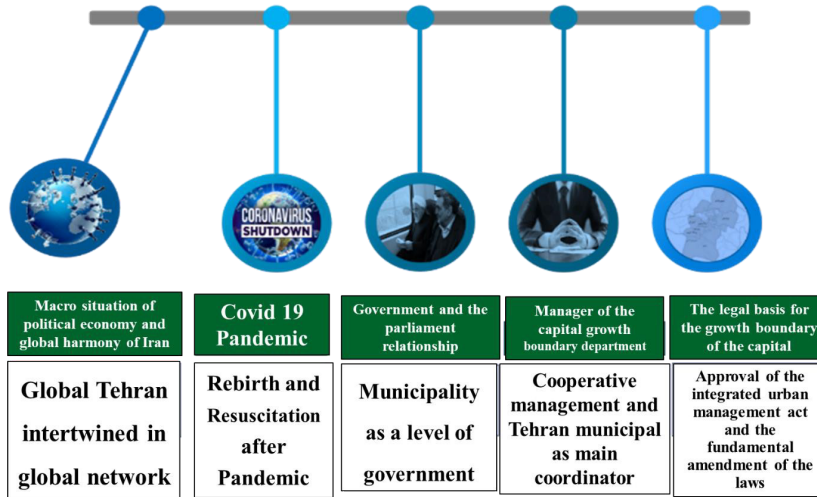 CORONAVIRUS
SHUTDOWN
Macro situation of
political economy and
global harmony of Iran
Global Tehran
intertwined in
global network
Covid 19
Pandemic
Rebirth and
Resuscitation
after
Pandemic
Government and the
parliament
relationship
Municipality
as a level of
government
Manager of the
capital growth
boundary department
Cooperative
management and
Tehran municipal
as main
coordinator
The legal basis for
the growth boundary
of the capital
Approval of the
integrated urban
management act
and the
fundamental
amendment of the
laws